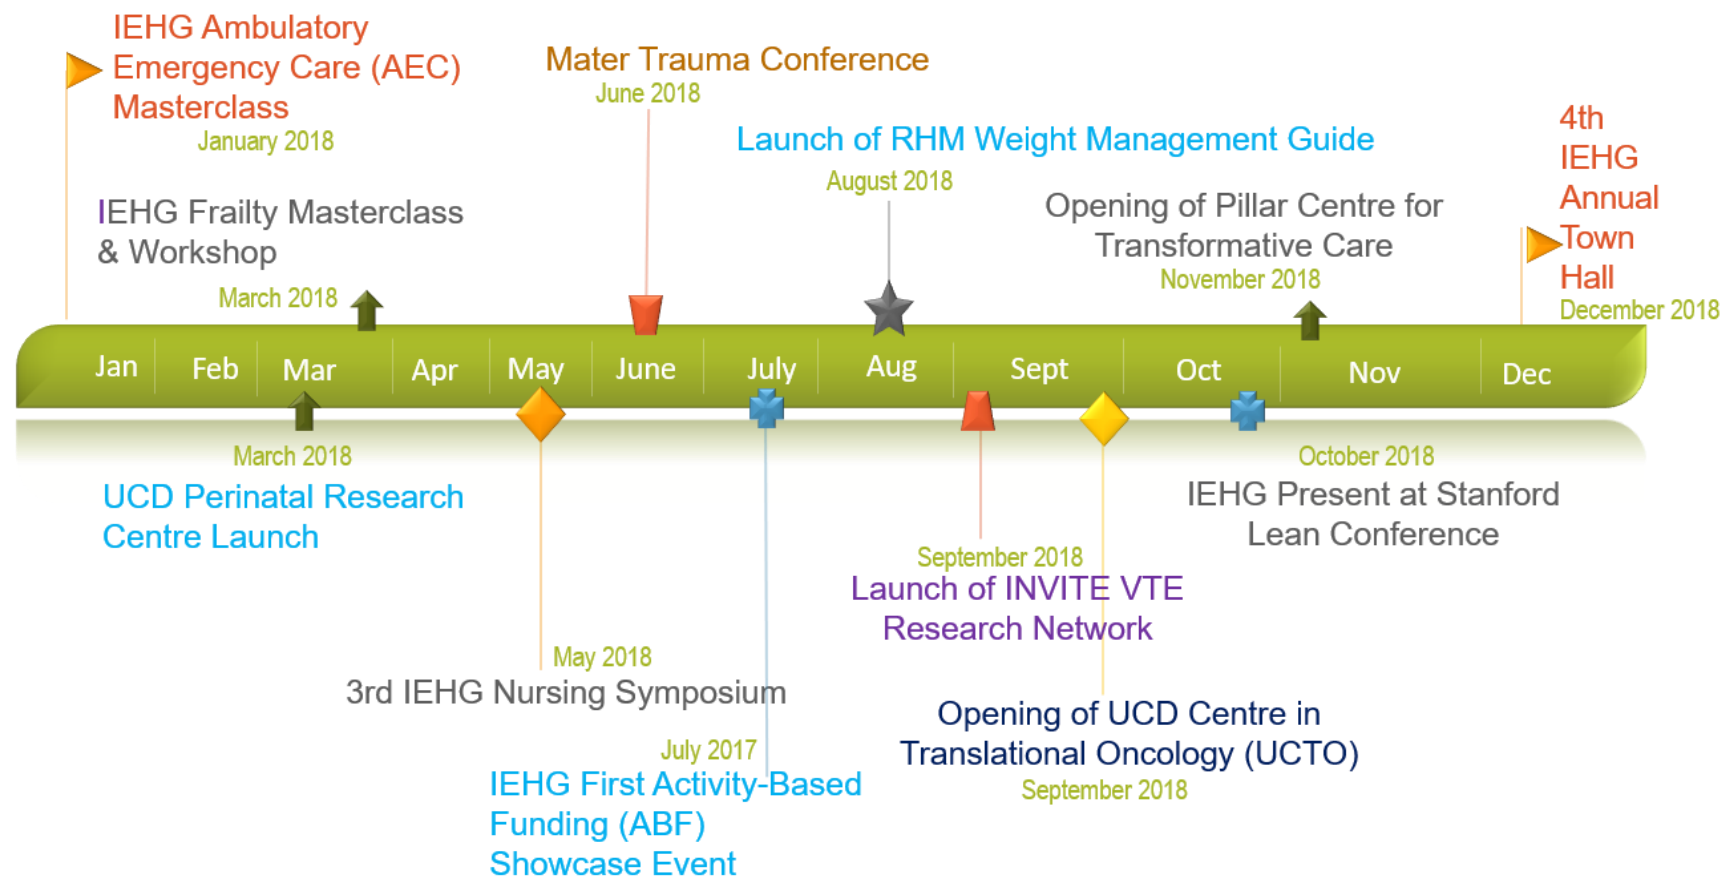 IEHG Ambulatory
Emergency Care (AEC)
Masterclass
January 2018
Mater Trauma Conference
June 2018
Launch of RHM Weight Management Guide
August 2018
4th
IEHG
Annual
Town
Hall
December 2018
IEHG Frailty Masterclass
& Workshop
March 2018
Opening of Pillar Centre for
Transformative Care
November 2018
Jan Feb Mar Apr May June July Aug Sept Oct Nov Dec
March 2018
UCD Perinatal Research
Centre Launch
October 2018
IEHG Present at Stanford
Lean Conference
September 2018
Launch of INVITE VTE
Research Network
May 2018
3rd IEHG Nursing Symposium
Opening of UCD Centre in
Translational Oncology (UCTO)
September 2018
July 2017
IEHG First Activity-Based
Funding (ABF)
Showcase Event